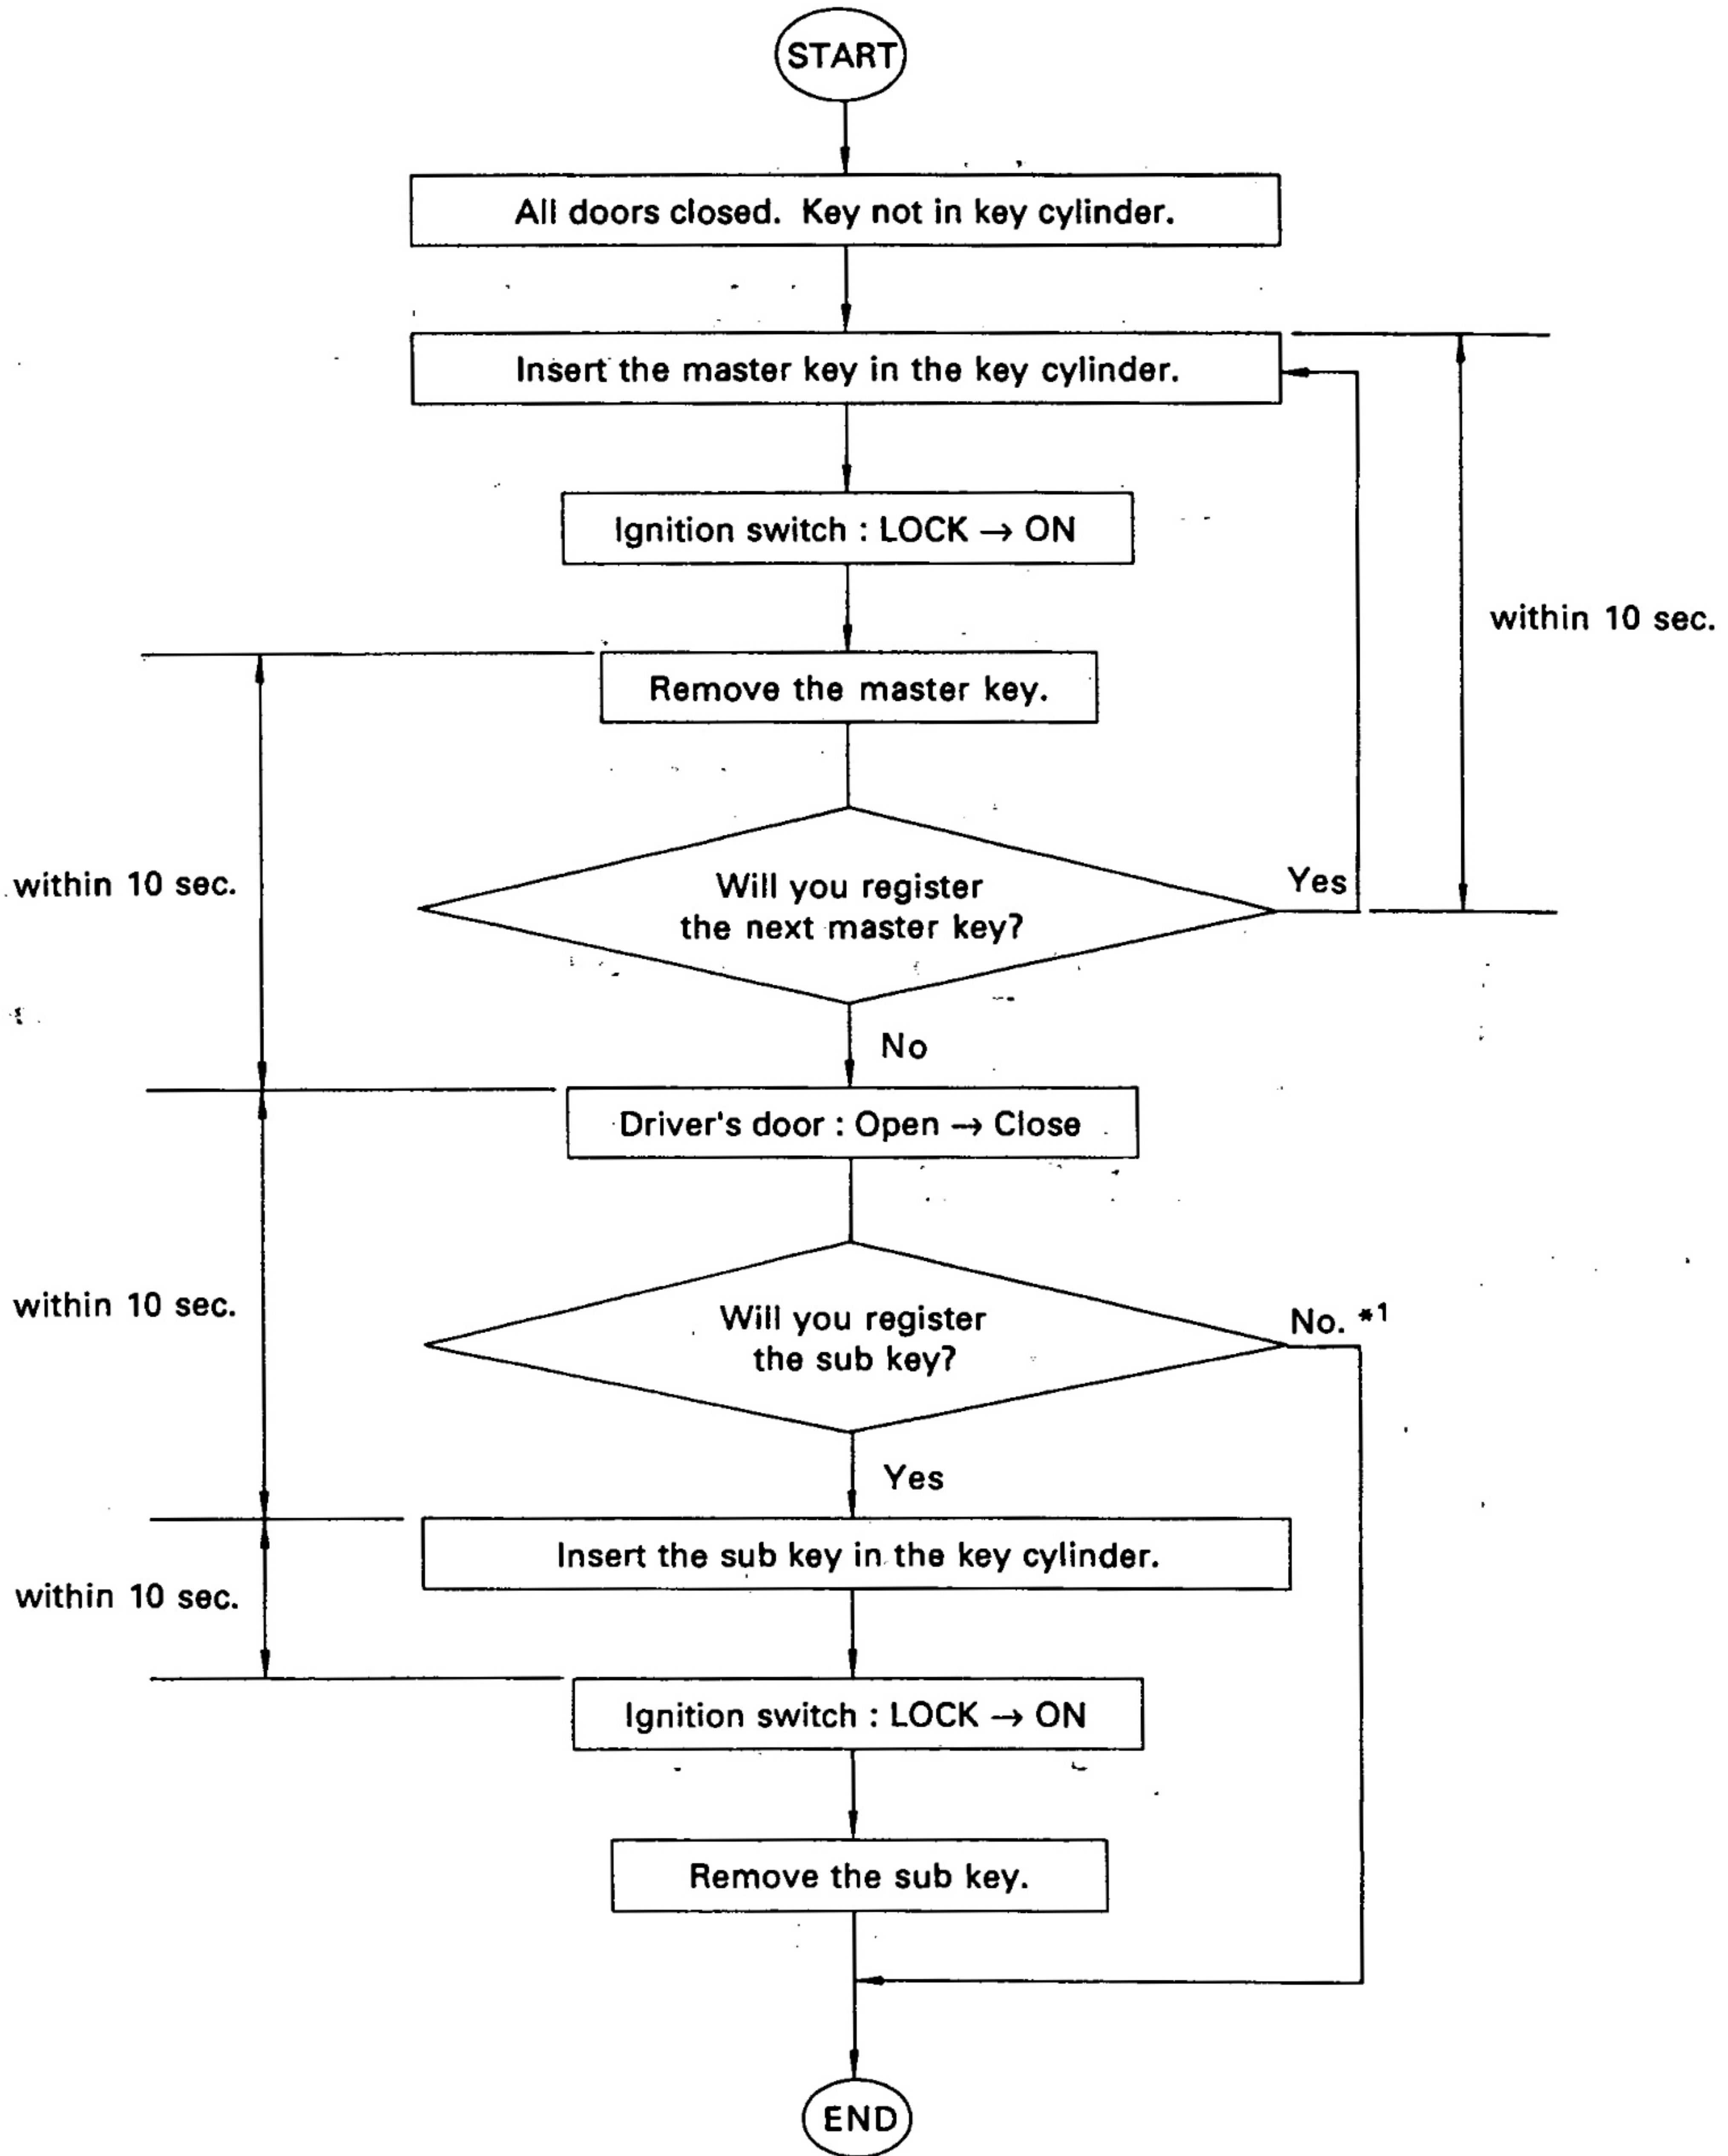 START
All doors closed. Key not in key cylinder.
Insert the master key in the key cylinder.
Ignition switch : LOCK → ON
within 10 sec.
Remove the master key.
within 10 sec.
Will you register
the next master key?
Yes
No
Driver's door : Open → Close
within 10 sec.
Will you register
the sub key?
No. *1
Yes
Insert the sub key in the key cylinder.
within 10 sec.
Ignition switch : LOCK → ON
Remove the sub key.
END